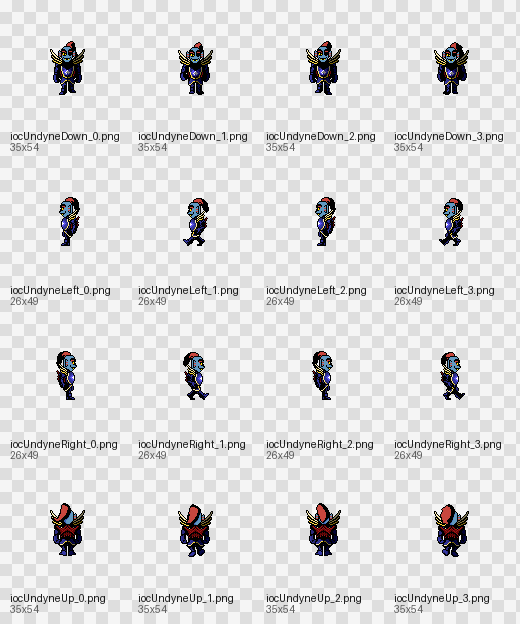 iocUndyneDown_0.png iocUndyneDown_1.png iocUndyneDown_2.png iocUndyneDown_3.png
35x54 35x54 35x54 35x54
iocUndyneLeft_0.png iocUndyneLeft_1.png iocUndyneLeft_2.png iocUndyneLeft_3.png
26x49 26x49 26x49 26x49
iocUndyneRight_0.png iocUndyneRight_1.png iocUndyneRight_2.png iocUndyneRight_3.png
26x49 26x49 26x49 26x49
iocUndyneUp_0.png iocUndyneUp_1.png iocUndyneUp_2.png iocUndyneUp_3.png
35x54 35x54 35x54 35x54